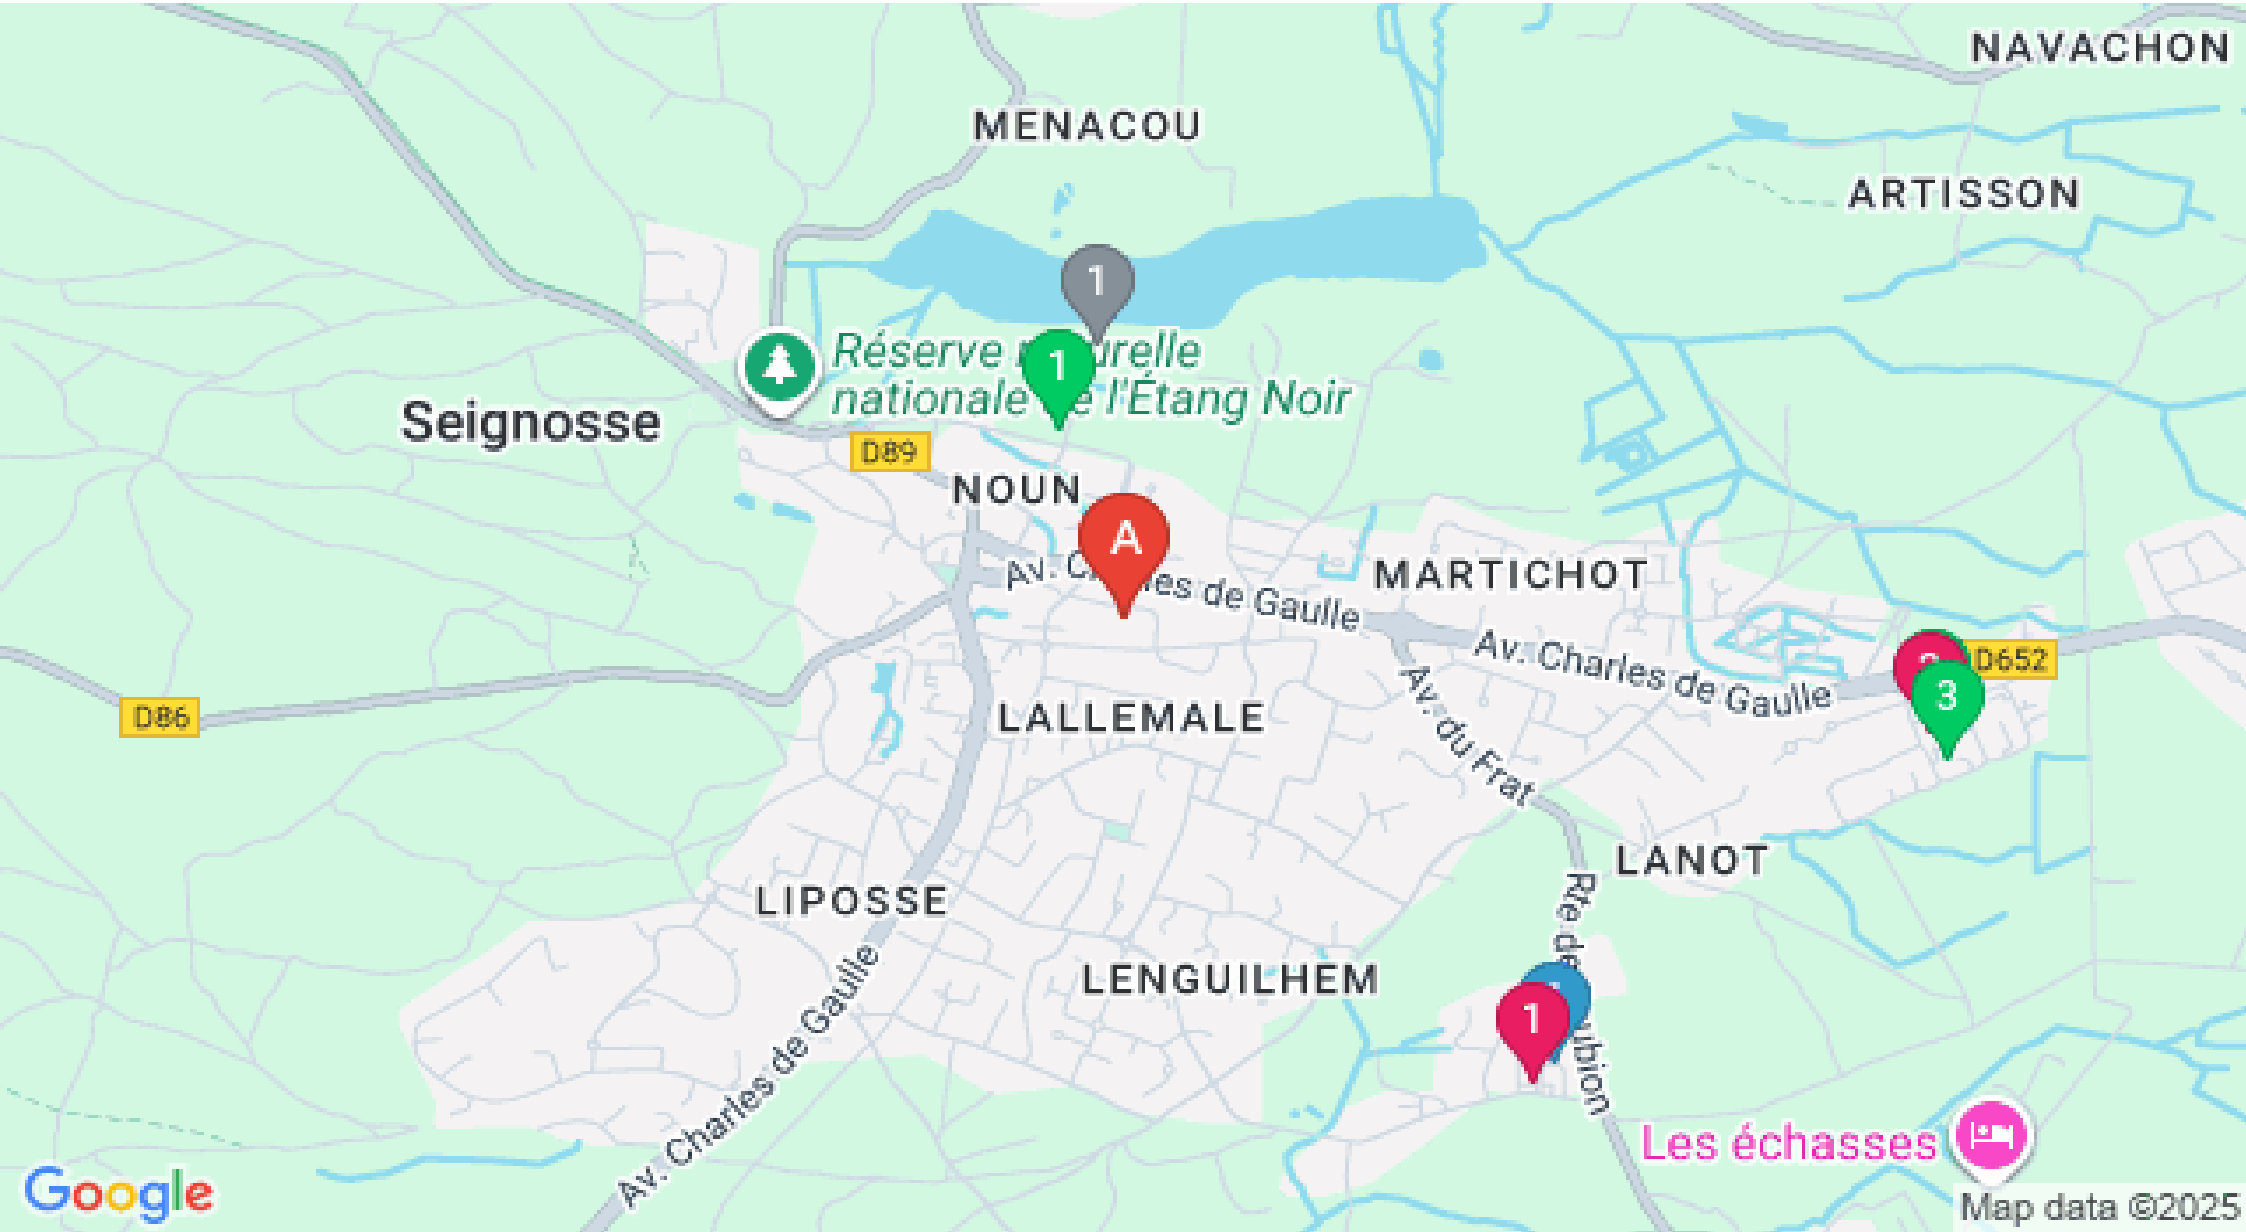 NAVACHON
MENACOU
ARTISSON
1
Réserve
1
urelle
nationale
l'Étang Noir
Seignosse
D89
NOUN
A
Av. C
les de Gaulle
MARTICHOT
Av. Charles de Gaulle
D652
3
D86
LALLEMALE
Av. du Frat
LANOT
LIPOSSE
Rte de
ubion
LENGUILHEM
1
Av. Charles de Gaulle
Les échasses
Google
Map data ©2025